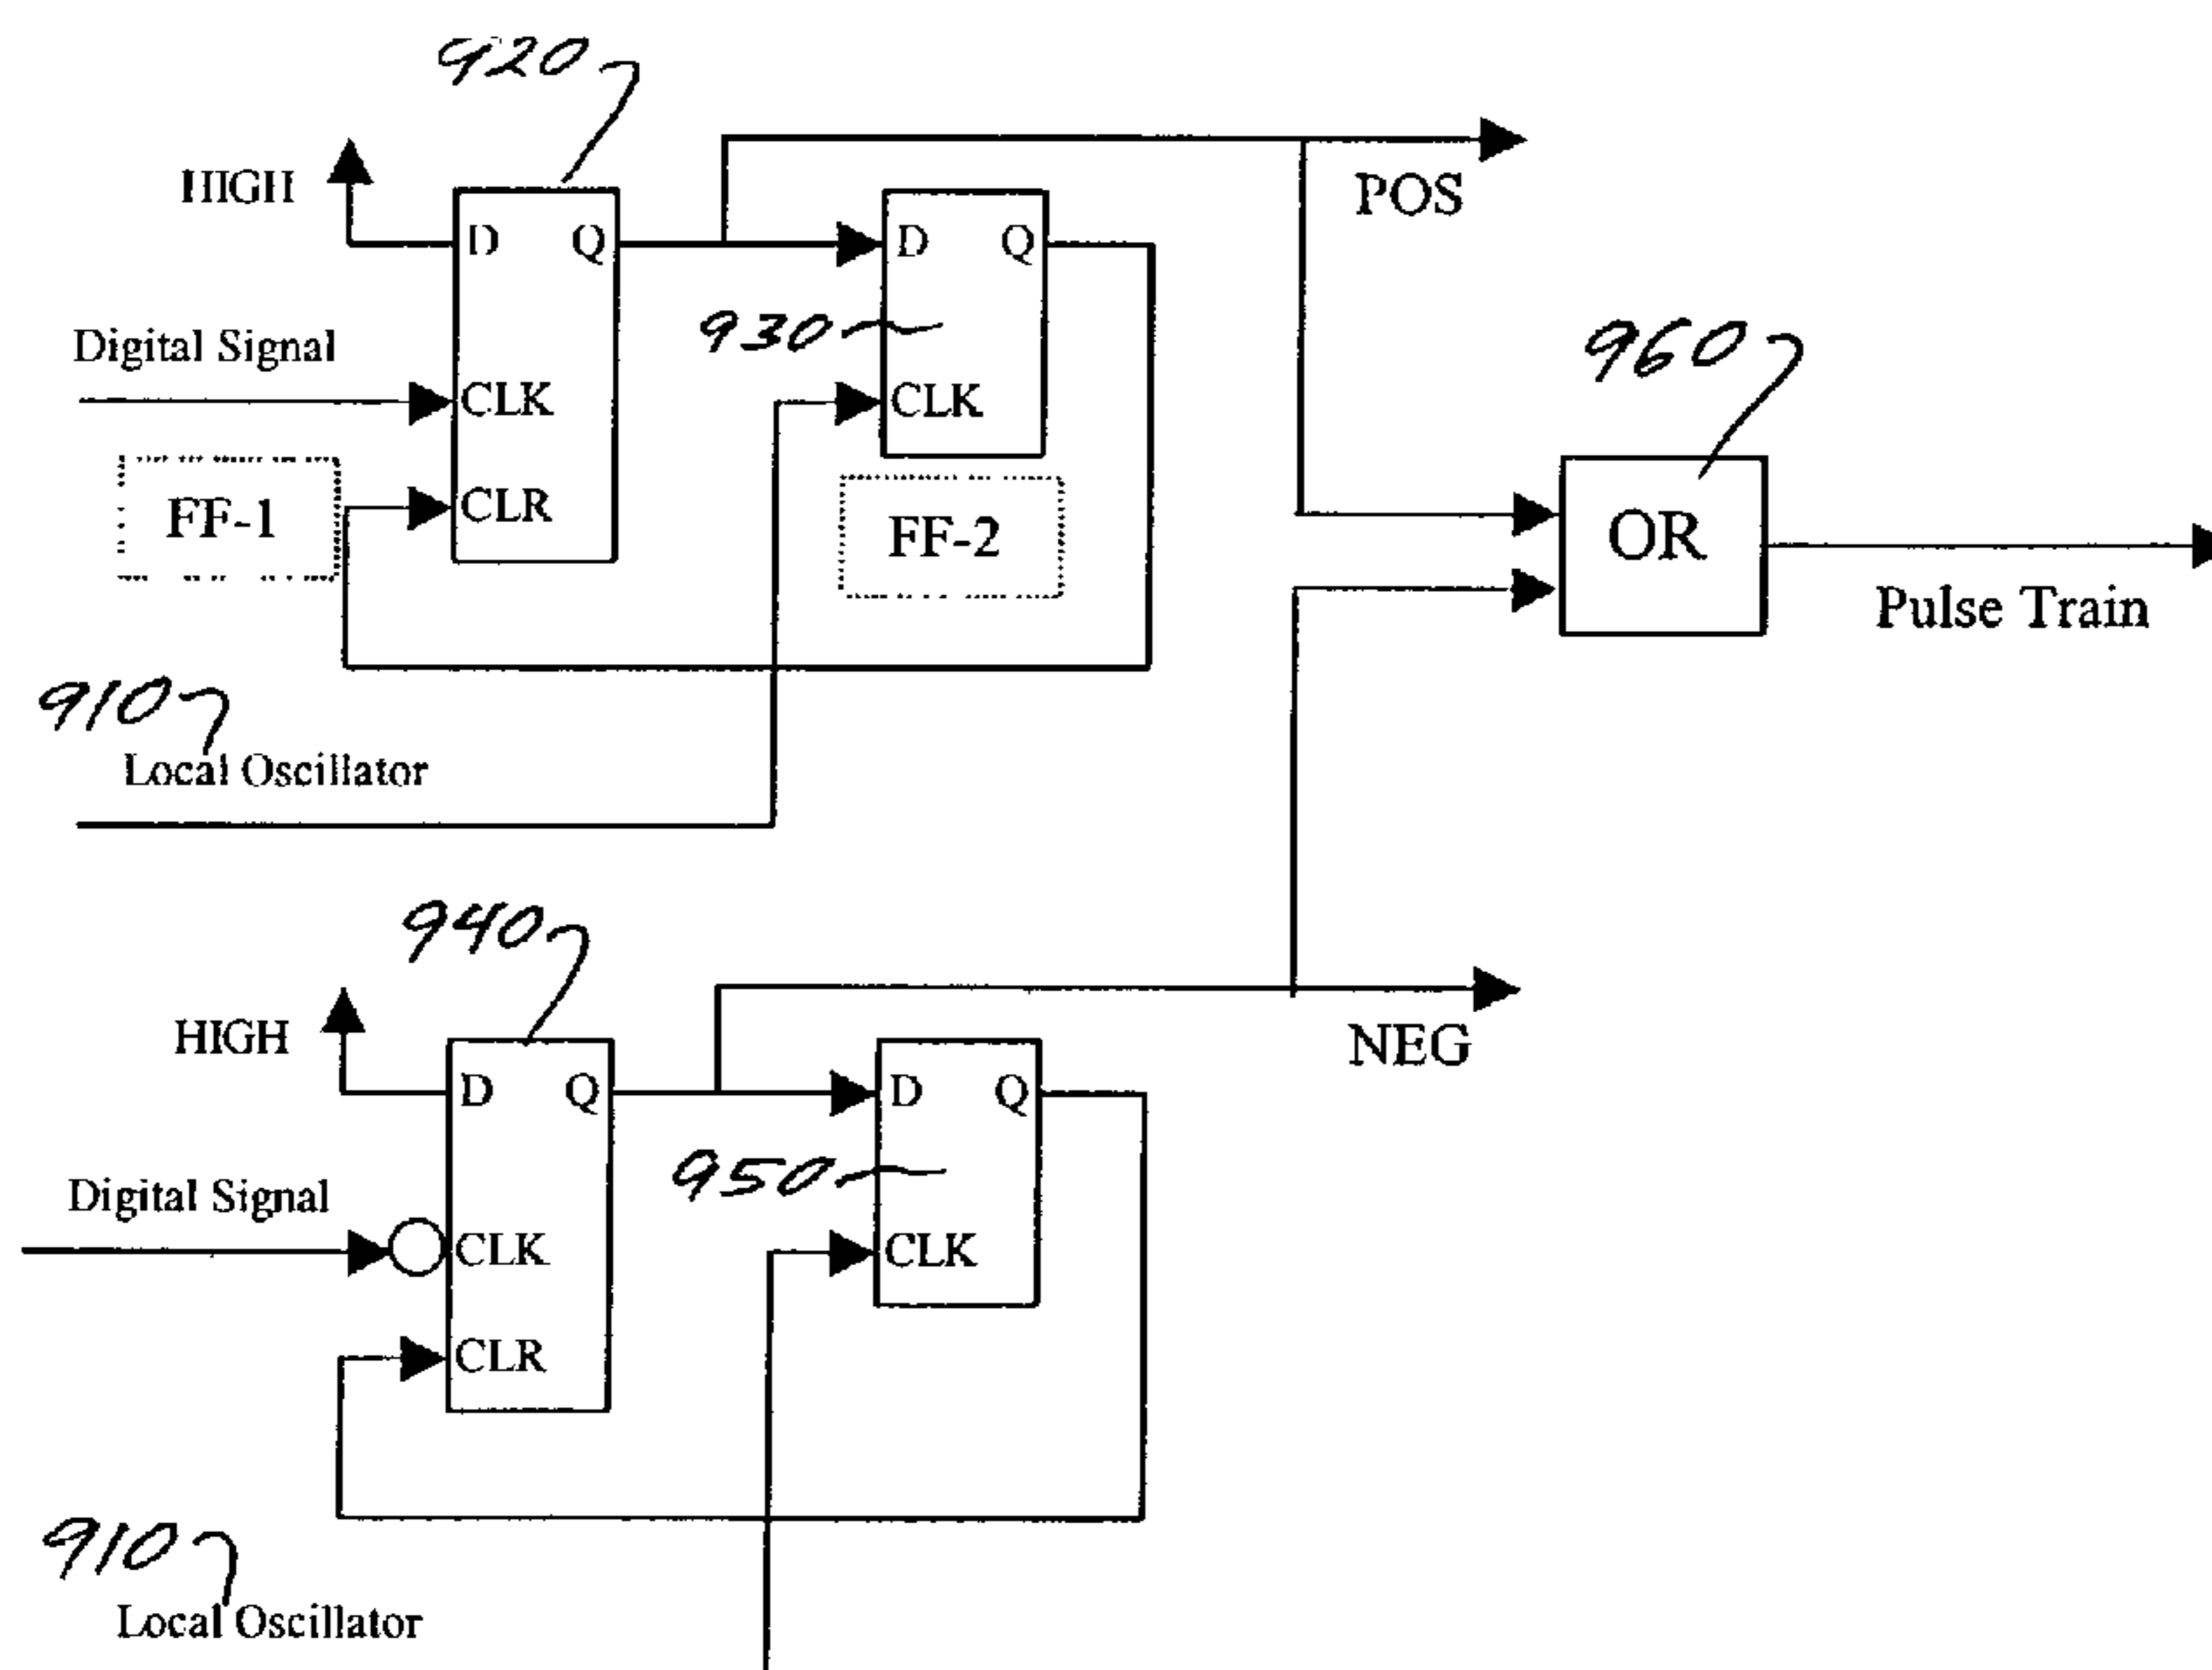 920
HIGH
D Q
D Q
POS
Digital Signal
930
960
CLK
CLK
FF-1
CLR
FF-2
OR
Pulse Train
910
Local Oscillator
940
HIGH
NEG
D Q
D Q
Digital Signal
950
CLK
CLK
CLR
910
Local Oscillator